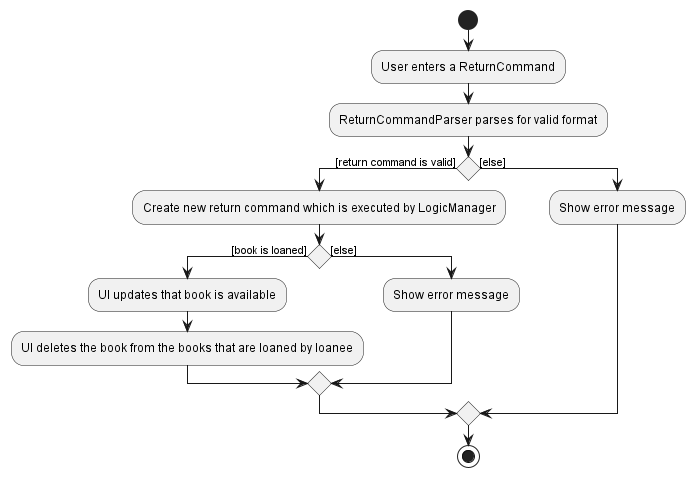 User enters a ReturnCommand
ReturnCommandParser parses for valid format
[return command is valid]
[else]
Create new return command which is executed by LogicManager
Show error message
[book is loaned]
[else]
UI updates that book is available
Show error message
UI deletes the book from the books that are loaned by loanee